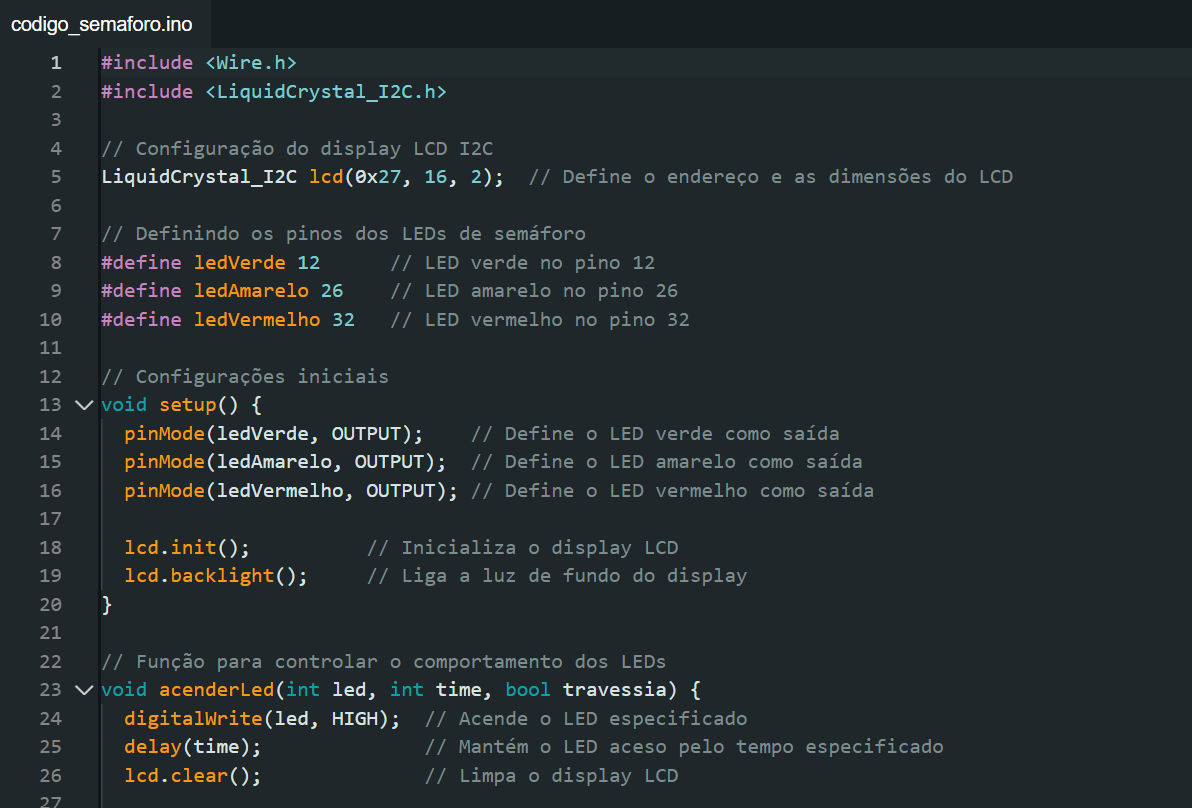 codigo_semaforo.ino
1 #include <Wire.h>
2 #include <LiquidCrystal_I2C.h>
3
4 // Configuração do display LCD I2C
5 LiquidCrystal_I2C lcd(0x27, 16, 2);  // Define o endereço e as dimensões do LCD
6
7 // Definindo os pinos dos LEDs de semáforo
8 #define ledVerde 12      // LED verde no pino 12
9 #define ledAmarelo 26    // LED amarelo no pino 26
10 #define ledVermelho 32   // LED vermelho no pino 32
11
12 // Configurações iniciais
13 void setup() {
14   pinMode(ledVerde, OUTPUT);    // Define o LED verde como saída
15   pinMode(ledAmarelo, OUTPUT);  // Define o LED amarelo como saída
16   pinMode(ledVermelho, OUTPUT); // Define o LED vermelho como saída
17
18   lcd.init();          // Inicializa o display LCD
19   lcd.backlight();     // Liga a luz de fundo do display
20 }
21
22 // Função para controlar o comportamento dos LEDs
23 void acenderLed(int led, int time, bool travessia) {
24   digitalWrite(led, HIGH);  // Acende o LED especificado
25   delay(time);              // Mantém o LED aceso pelo tempo especificado
26   lcd.clear();              // Limpa o display LCD
27